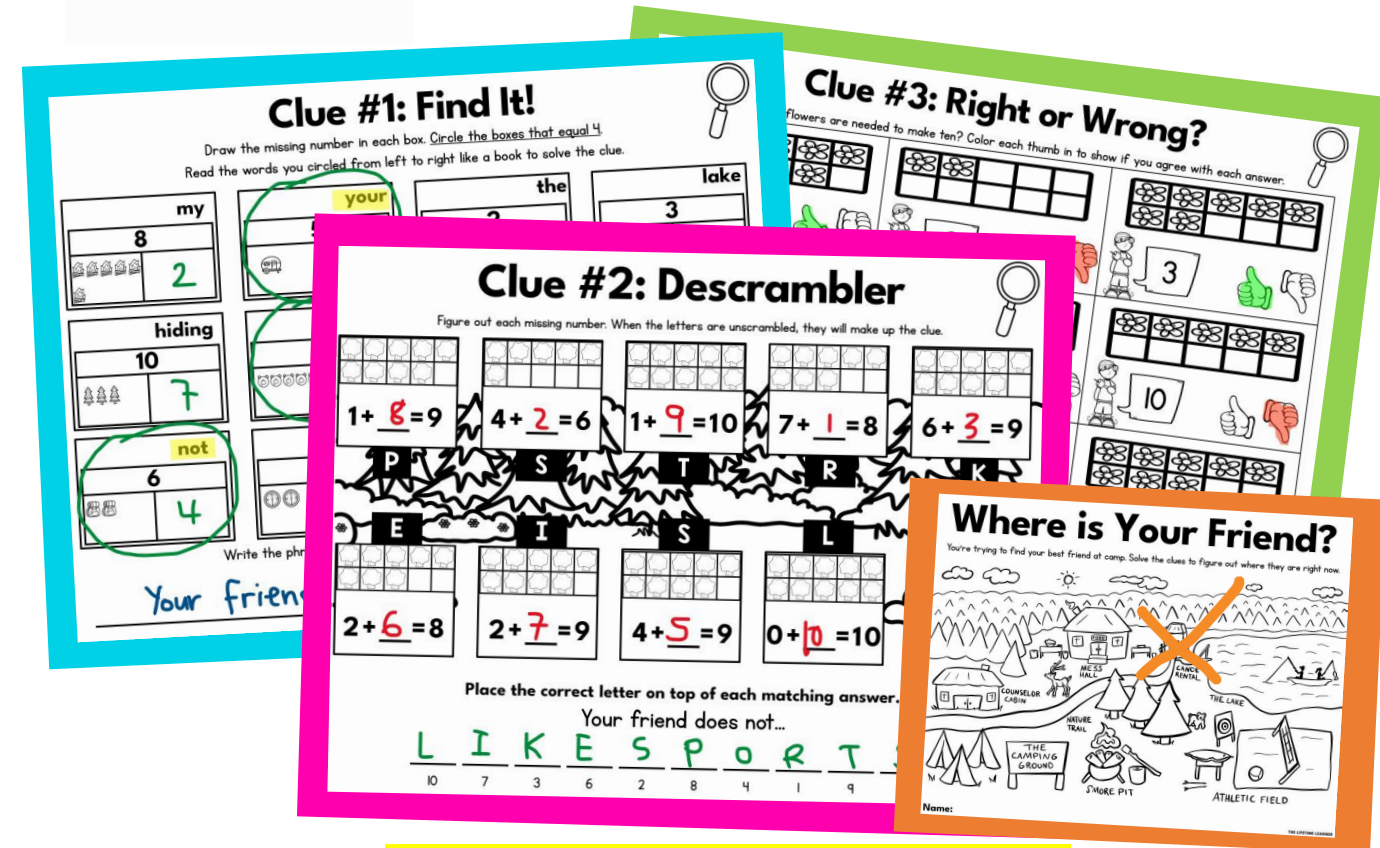 Clue #1: Find It!
Draw the missing number in each box. Circle the boxes that equal 4.
Read the words you circled from left to right like a book to solve the clue.
my
8
2
your
the
lake
3
hiding
10
7
not
6
4
Write the
Your
Clue #3: Right or Wrong?
flowers are needed to make ten? Color each thumb in to show if you agree with each answer.
3
10
Clue #2: Descrambler
Figure out each missing number. When the letters are unscrambled, they will make up the clue.
1+ 8 =9
4+ 2 =6
1+ 9 =10
7+ 1 =8
6+ 3 =9
P
S
T
R
K
E
I
S
L
2+ 6 =8
2+ 7 =9
4+ 5 =9
0+ 10 =10
Place the correct letter on top of each matching answer.
Your friend does not...
L I K E S P O R T
10 7 3 6 2 8 4 1 9
Where is Your Friend?
You're trying to find your best friend at camp. Solve the clues to figure out where they are right now.
FOOD
MESS
HALL
CANOE
RENTAL
COUNSELOR
CABIN
THE LAKE
NATURE
TRAIL
THE
CAMPING
GROUND
S'MORE PIT
ATHLETIC FIELD
Name:
THE LIFETIME LEARNER